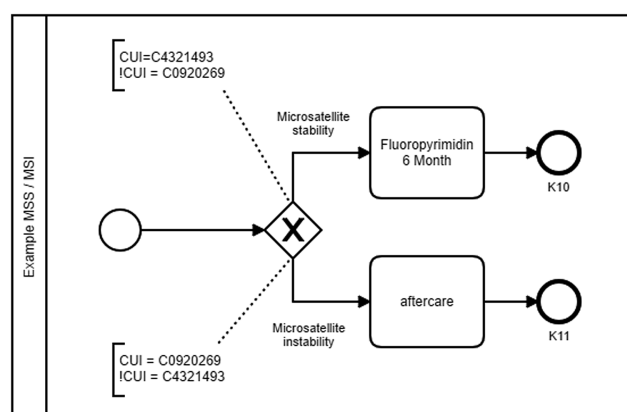 Example MSS / MSI
CUI=C4321493
!CUI = C0920269
Microsatellite
stability
Fluoropyrimidin
6 Month
K10
X
Microsatellite
instability
aftercare
K11
CUI = C0920269
!CUI = C4321493